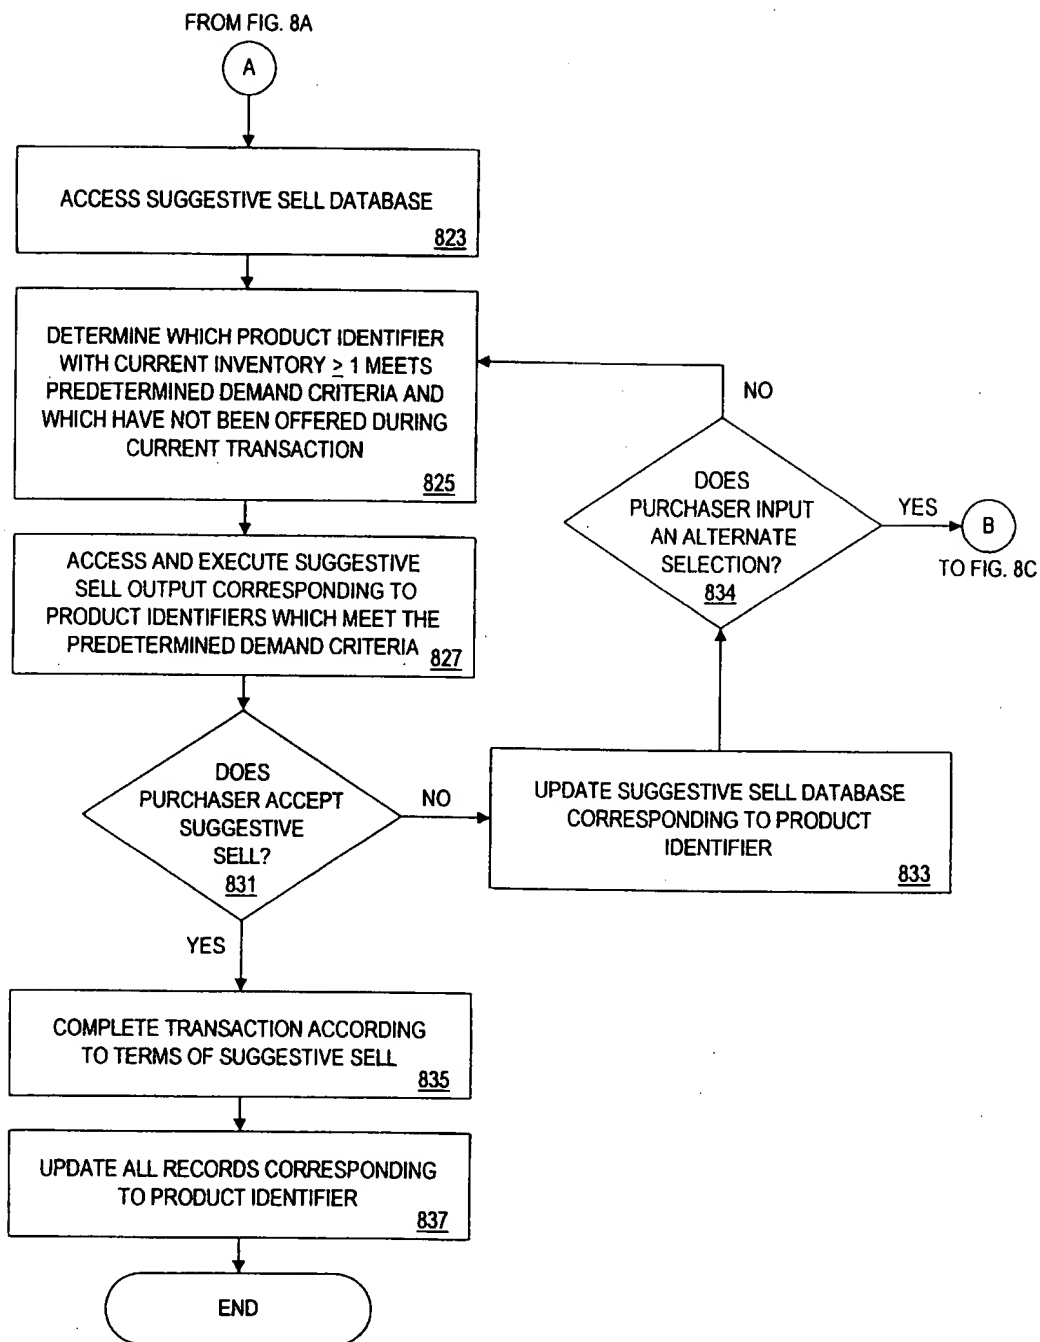 FROM FIG. 8A
A
ACCESS SUGGESTIVE SELL DATABASE
823
DETERMINE WHICH PRODUCT IDENTIFIER
WITH CURRENT INVENTORY ≥ 1 MEETS
PREDETERMINED DEMAND CRITERIA AND
WHICH HAVE NOT BEEN OFFERED DURING
CURRENT TRANSACTION
825
ACCESS AND EXECUTE SUGGESTIVE
SELL OUTPUT CORRESPONDING TO
PRODUCT IDENTIFIERS WHICH MEET THE
PREDETERMINED DEMAND CRITERIA
827
DOES
PURCHASER ACCEPT
SUGGESTIVE
SELL?
831
NO
UPDATE SUGGESTIVE SELL DATABASE
CORRESPONDING TO PRODUCT
IDENTIFIER
833
DOES
PURCHASER INPUT
AN ALTERNATE
SELECTION?
834
NO
YES
B
TO FIG. 8C
YES
COMPLETE TRANSACTION ACCORDING
TO TERMS OF SUGGESTIVE SELL
835
UPDATE ALL RECORDS CORRESPONDING
TO PRODUCT IDENTIFIER
837
END